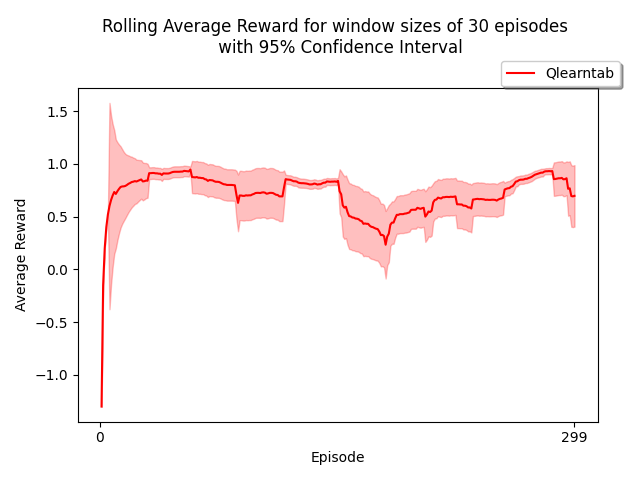 Rolling Average Reward for window sizes of 30 episodes
with 95% Confidence Interval
Qlearntab
1.5
1.0
0.5
0.0
−0.5
−1.0
Average Reward
0
299
Episode